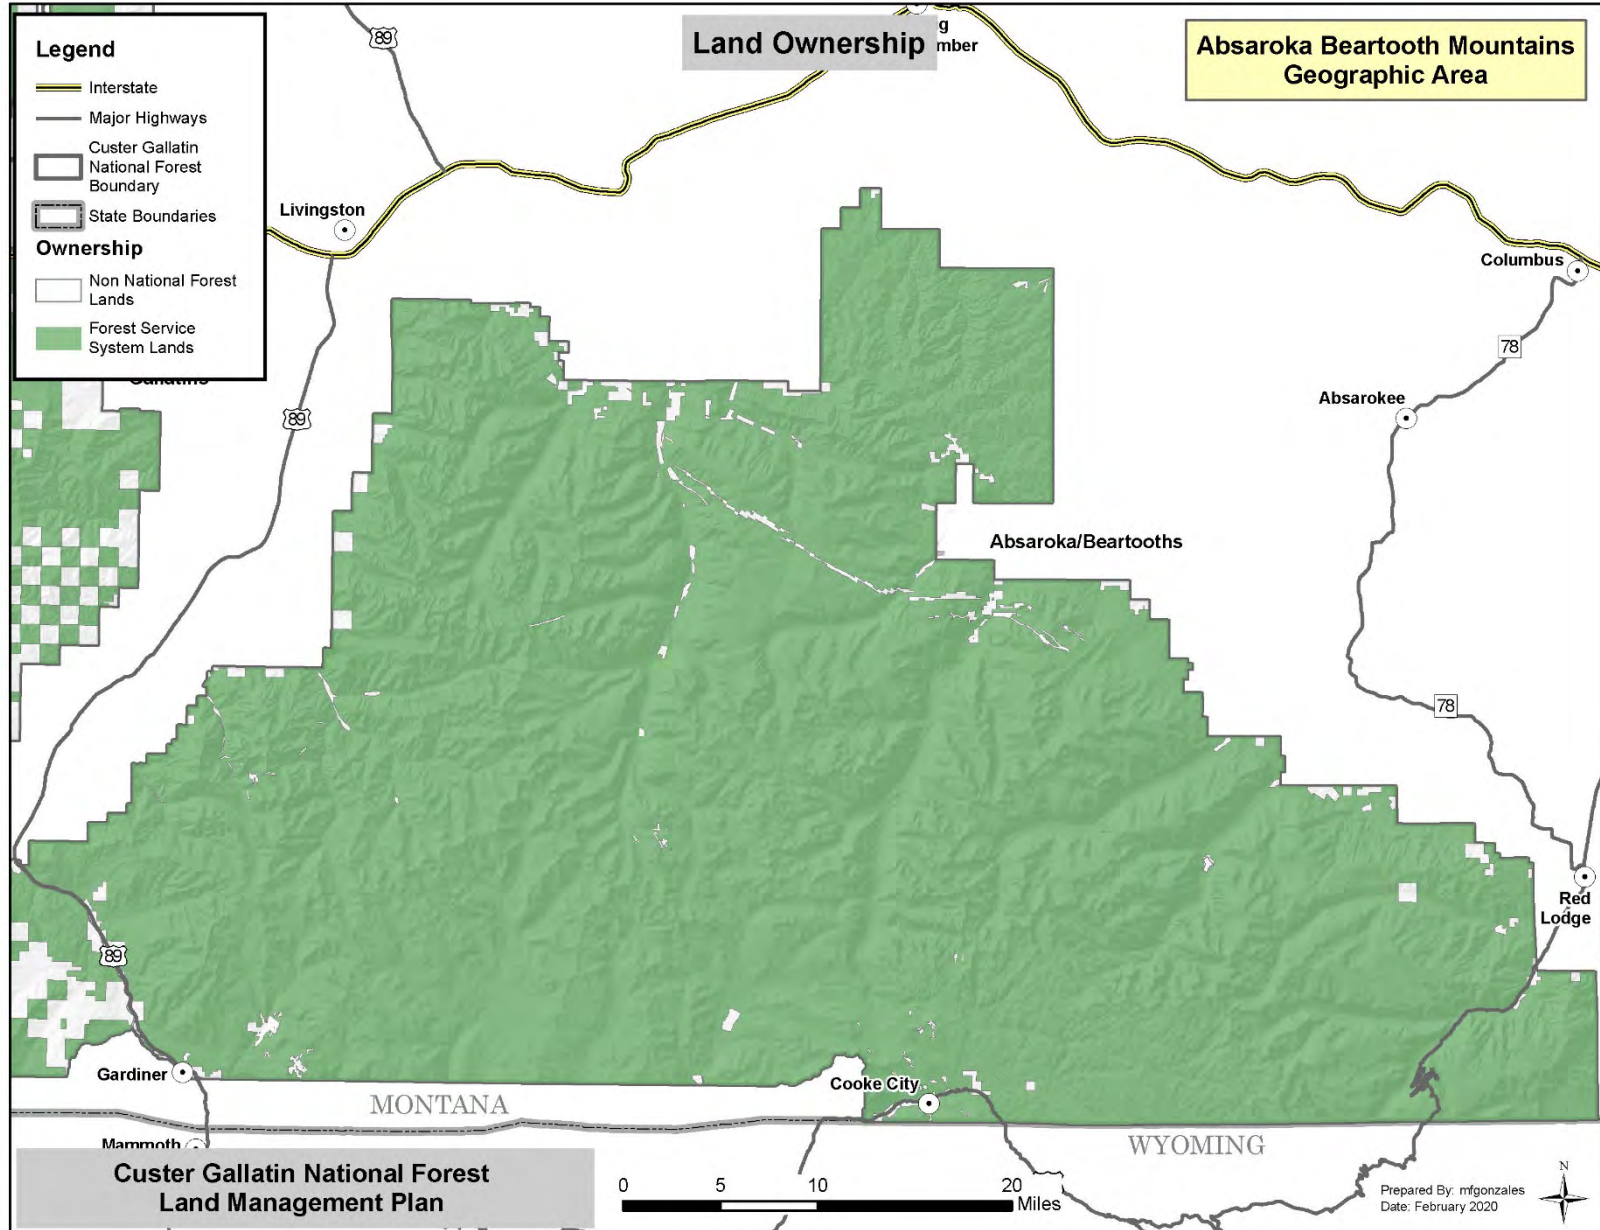 Legend
Interstate
Major Highways
Custer Gallatin
National Forest
Boundary
State Boundaries
Ownership
Non National Forest
Lands
Forest Service
System Lands
Land Ownership
g
mber
Absaroka Beartooth Mountains
Geographic Area
89
Livingston
Columbus
78
Absarokee
89
Absaroka/Beartooths
78
Red
Lodge
89
Gardiner
Cooke City
MONTANA
WYOMING
Mammoth
Custer Gallatin National Forest
Land Management Plan
0 5 10 20
Miles
N
Prepared By: mfgonzales
Date: February 2020